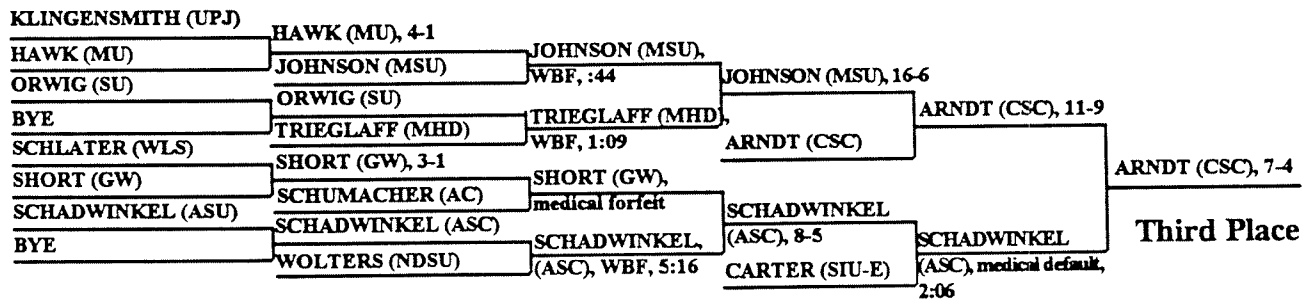 KLINGENSMITH (UPJ)
HAWK (MU)
ORWIG (SU)
BYE
SCHLATER (WLS)
SHORT (GW)
SCHADWINKEL (ASU)
BYE
HAWK (MU), 4-1
JOHNSON (MSU)
ORWIG (SU)
TRIEGLAFF (MHD)
SHORT (GW), 3-1
SCHUMACHER (AC)
SCHADWINKEL (ASC)
WOLTERS (NDSU)
JOHNSON (MSU),
WBF, :44
TRIEGLAFF (MHD),
WBF, 1:09
SHORT (GW),
medical forfeit
SCHADWINKEL,
(ASC), WBF, 5:16
JOHNSON (MSU), 16-6
ARNDT (CSC)
SCHADWINKEL
(ASC), 8-5
CARTER (SIU-E)
ARNDT (CSC), 11-9
SCHADWINKEL
(ASC), medical default,
2:06
ARNDT (CSC), 7-4
Third Place